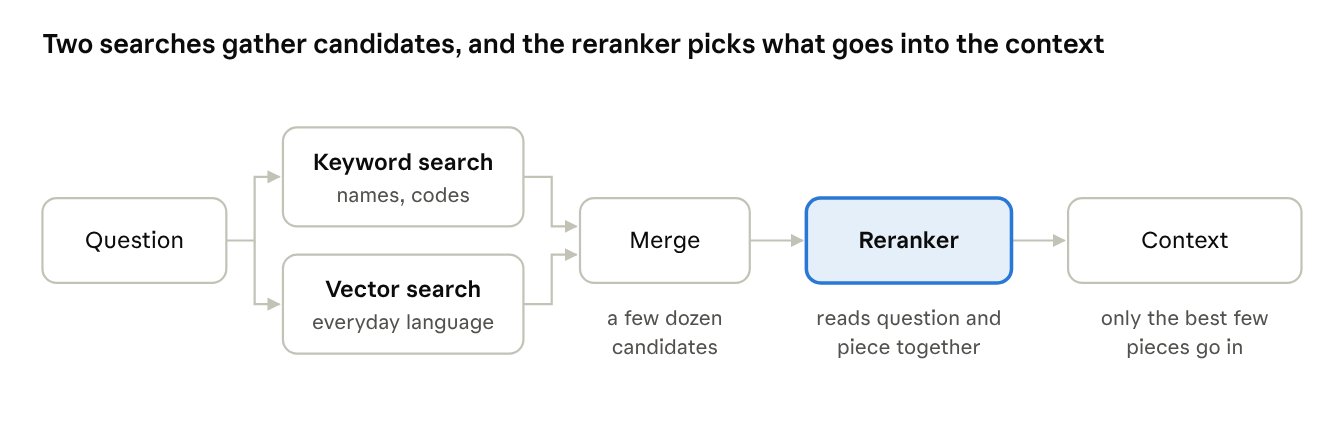 Two searches gather candidates, and the reranker picks what goes into the context
Question
Keyword search
names, codes
Vector search
everyday language
Merge
a few dozen
candidates
Reranker
reads question and
piece together
Context
only the best few
pieces go in